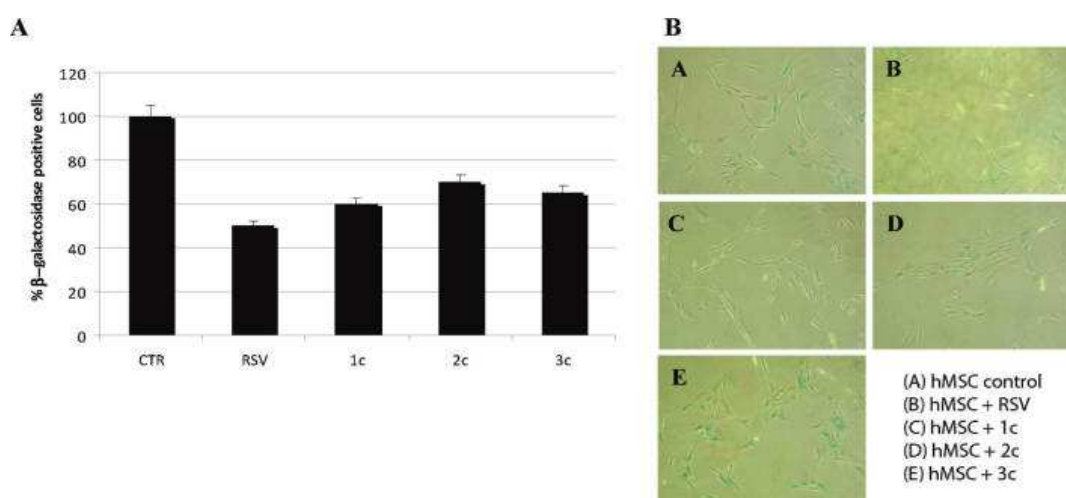 A
% β–galactosidase positive cells
120
100
80
60
40
20
0
CTR RSV 1c 2c 3c
B
A
B
C
D
E
(A) hMSC control
(B) hMSC + RSV
(C) hMSC + 1c
(D) hMSC + 2c
(E) hMSC + 3c